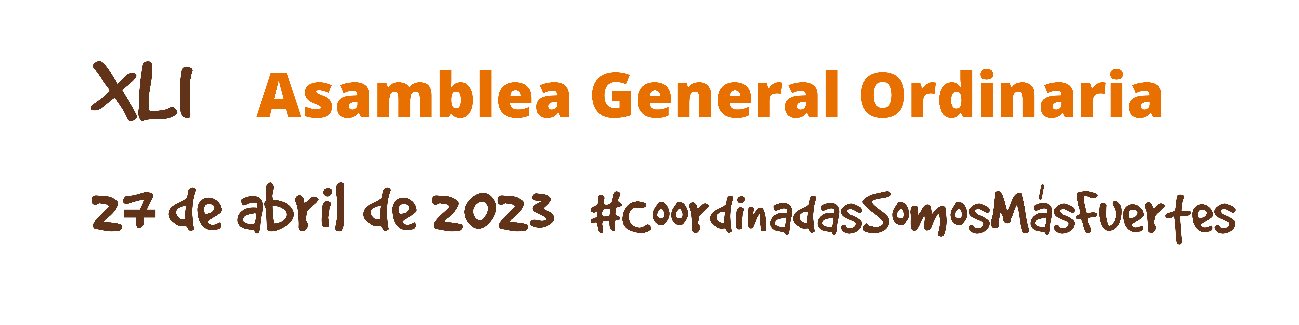 XLI Asamblea General Ordinaria
27 de abril de 2023 #CoordinadasSomosMásFuertes